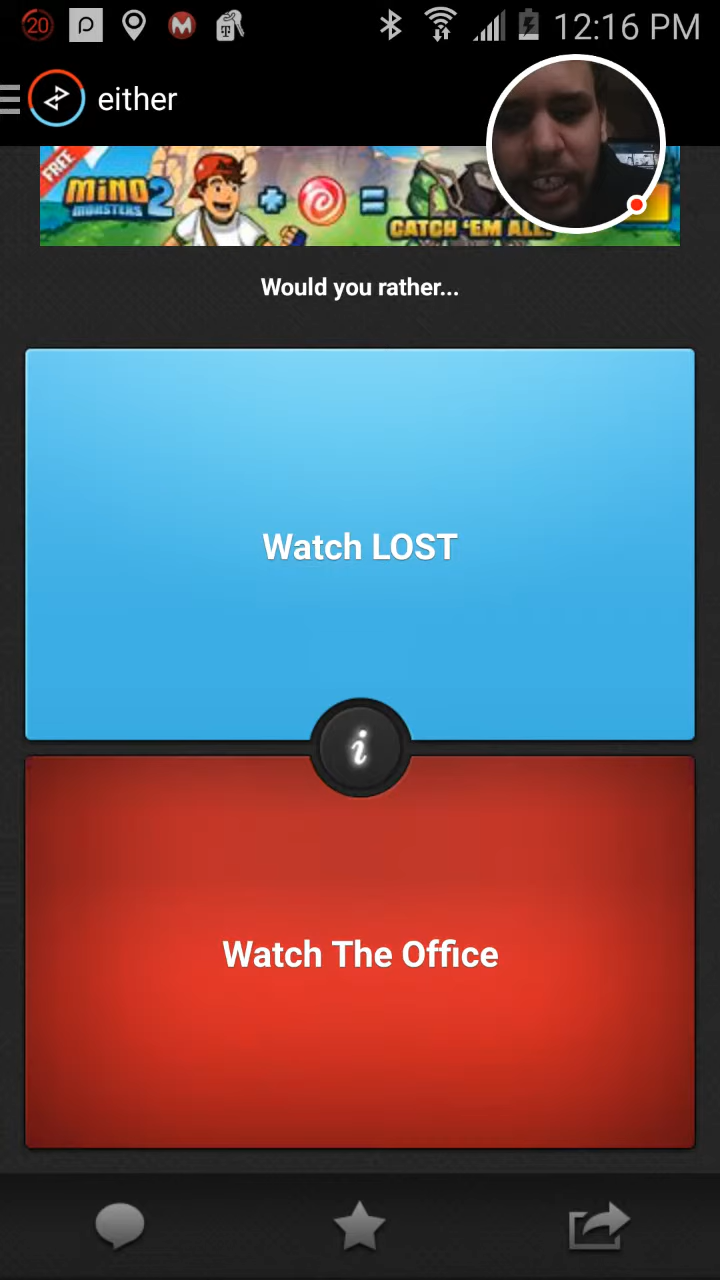 20
12:16 PM
either
FREE
MINO
MONSTERS 2
CATCH 'EM ALL!
Would you rather...
Watch LOST
i
Watch The Office